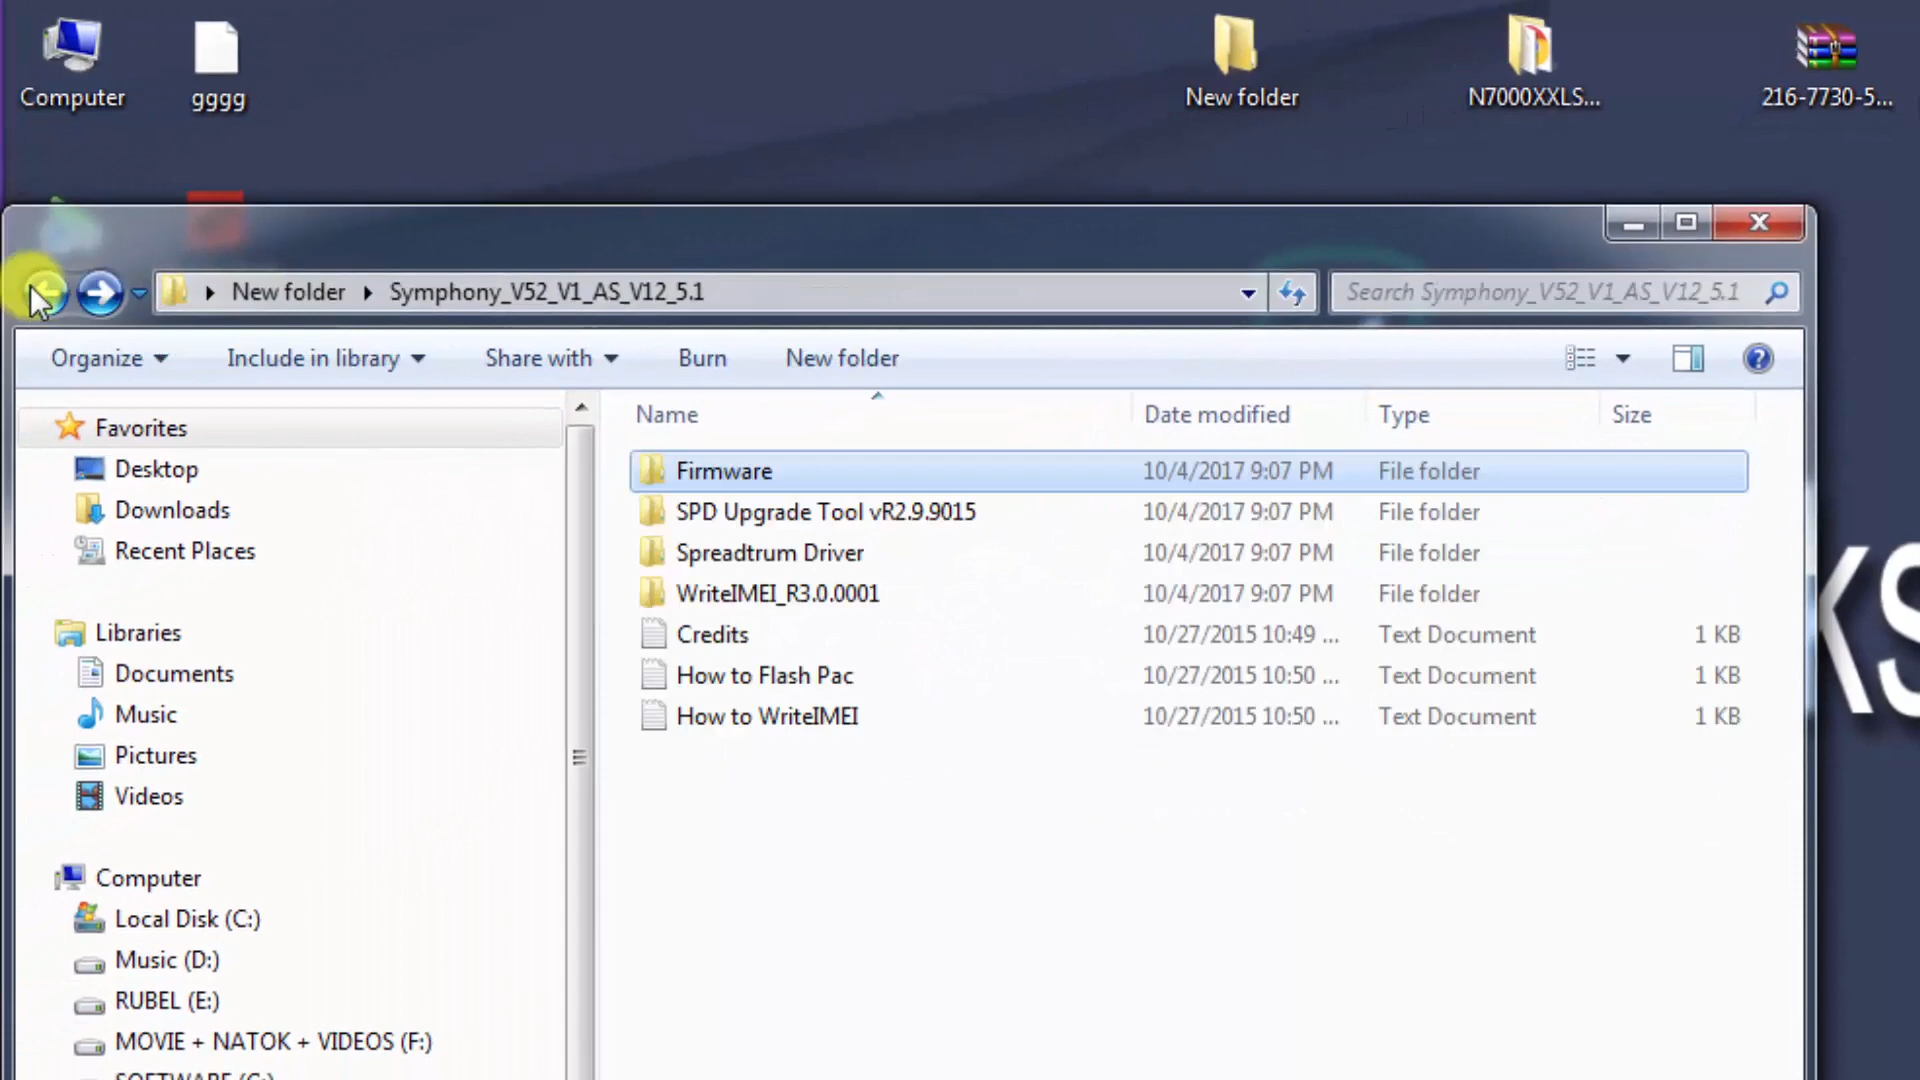 Computer
gggg
New folder
N7000XXLS...
216-7730-5...
New folder
Symphony_V52_V1_AS_V12_5.1
Search Symphony_V52_V1_AS_V12_5.1
Organize
Include in library
Share with
Burn
New folder
Name
Date modified
Type
Size
Favorites
Desktop
Downloads
Recent Places
Libraries
Documents
Music
Pictures
Videos
Computer
Local Disk (C:)
Music (D:)
RUBEL (E:)
MOVIE + NATOK + VIDEOS (F:)
Firmware 10/4/2017 9:07 PM File folder
SPD Upgrade Tool vR2.9.9015 10/4/2017 9:07 PM File folder
Spreadtrum Driver 10/4/2017 9:07 PM File folder
WriteIMEI_R3.0.0001 10/4/2017 9:07 PM File folder
Credits 10/27/2015 10:49 ... Text Document 1 KB
How to Flash Pac 10/27/2015 10:50 ... Text Document 1 KB
How to WriteIMEI 10/27/2015 10:50 ... Text Document 1 KB